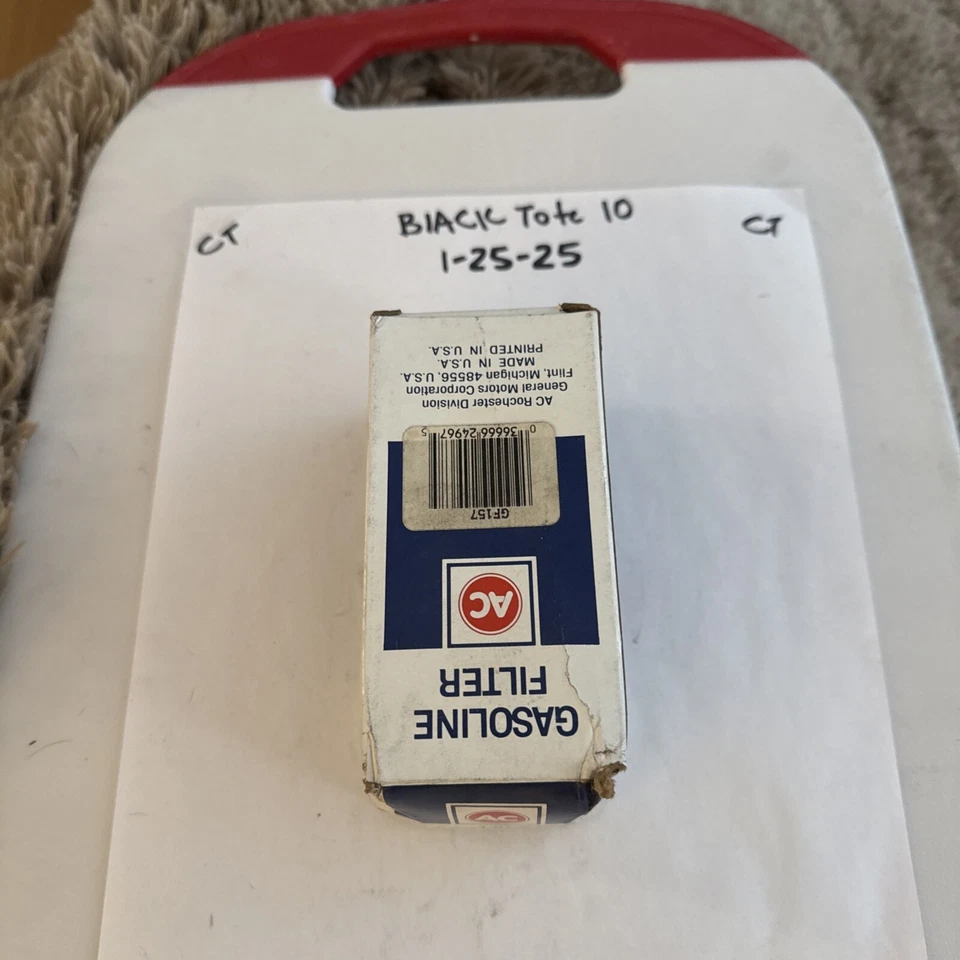 CT
BlACK Tote 10
CT
1-25-25
GASOLINE
FILTER
AC
GF157
0 36666 24967 5
AC Rochester Division
General Motors Corporation
Flint, Michigan 48556, U.S.A.
MADE IN U.S.A.
PRINTED IN U.S.A.
AC